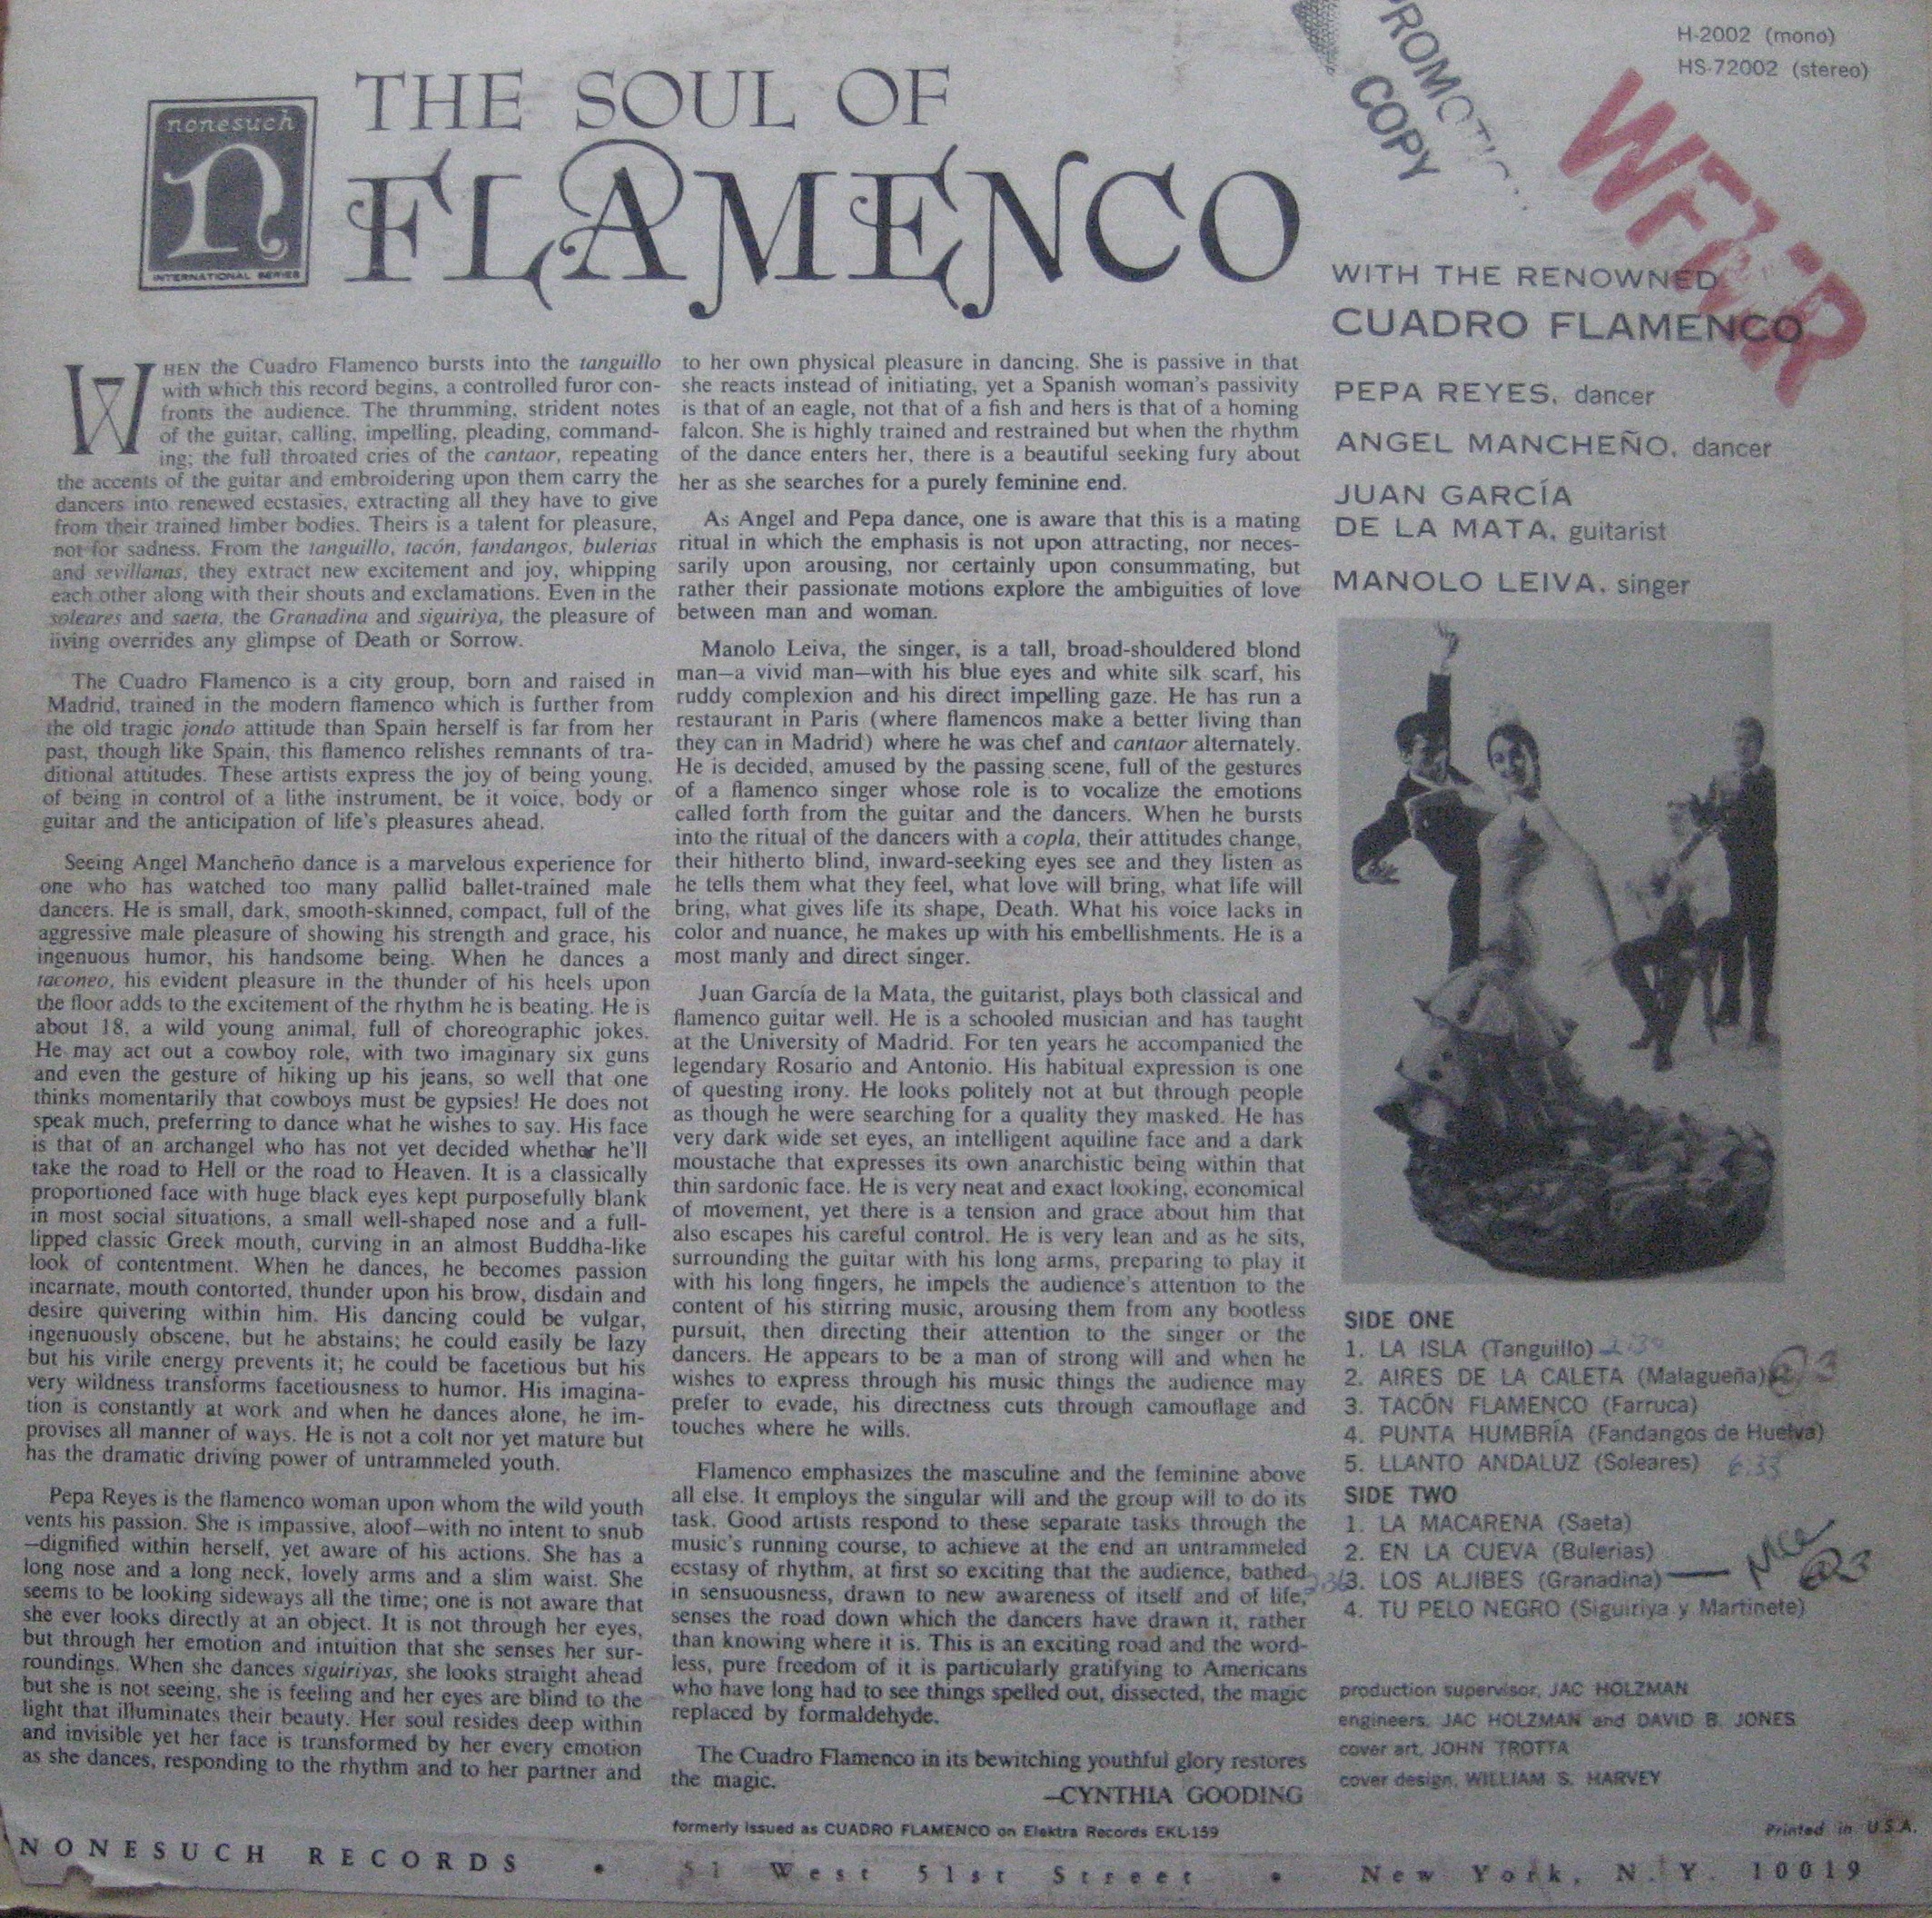 H-2002 (mono)
HS-72002 (stereo)
COPY
nonesuch
n
INTERNATIONAL SERIES
THE SOUL OF
FLAMENCO
WITH THE RENOWNED
CUADRO FLAMENCO
PEPA REYES, dancer
ANGEL MANCHEÑO, dancer
JUAN GARCÍA
DE LA MATA, guitarist
MANOLO LEIVA, singer
WHEN the Cuadro Flamenco bursts into the tanguillo
with which this record begins, a controlled furor con-
fronts the audience. The thrumming, strident notes
of the guitar, calling, impelling, pleading, command-
ing; the full throated cries of the cantaor, repeating
the accents of the guitar and embroidering upon them carry the
dancers into renewed ecstasies, extracting all they have to give
from their trained limber bodies. Theirs is a talent for pleasure,
not for sadness. From the tanguillo, tacón, fandangos, bulerias
and sevillanas, they extract new excitement and joy, whipping
each other along with their shouts and exclamations. Even in the
soleares and saeta, the Granadina and siguiriya, the pleasure of
living overrides any glimpse of Death or Sorrow.
The Cuadro Flamenco is a city group, born and raised in
Madrid, trained in the modern flamenco which is further from
the old tragic jondo attitude than Spain herself is far from her
past, though like Spain, this flamenco relishes remnants of tra-
ditional attitudes. These artists express the joy of being young,
of being in control of a lithe instrument, be it voice, body or
guitar and the anticipation of life's pleasures ahead.
Seeing Angel Mancheño dance is a marvelous experience for
one who has watched too many pallid ballet-trained male
dancers. He is small, dark, smooth-skinned, compact, full of the
aggressive male pleasure of showing his strength and grace, his
ingenuous humor, his handsome being. When he dances a
taconeo, his evident pleasure in the thunder of his heels upon
the floor adds to the excitement of the rhythm he is beating. He is
about 18, a wild young animal, full of choreographic jokes.
He may act out a cowboy role, with two imaginary six guns
and even the gesture of hiking up his jeans, so well that one
thinks momentarily that cowboys must be gypsies! He does not
speak much, preferring to dance what he wishes to say. His face
is that of an archangel who has not yet decided whether he'll
take the road to Hell or the road to Heaven. It is a classically
proportioned face with huge black eyes kept purposefully blank
in most social situations, a small well-shaped nose and a full-
lipped classic Greek mouth, curving in an almost Buddha-like
look of contentment. When he dances, he becomes passion
incarnate, mouth contorted, thunder upon his brow, disdain and
desire quivering within him. His dancing could be vulgar,
ingenuously obscene, but he abstains; he could easily be lazy
but his virile energy prevents it; he could be facetious but his
very wildness transforms facetiousness to humor. His imagina-
tion is constantly at work and when he dances alone, he im-
provises all manner of ways. He is not a colt nor yet mature but
has the dramatic driving power of untrammeled youth.
Pepa Reyes is the flamenco woman upon whom the wild youth
vents his passion. She is impassive, aloof—with no intent to snub
—dignified within herself, yet aware of his actions. She has a
long nose and a long neck, lovely arms and a slim waist. She
seems to be looking sideways all the time; one is not aware that
she ever looks directly at an object. It is not through her eyes,
but through her emotion and intuition that she senses her sur-
roundings. When she dances siguiriyas, she looks straight ahead
but she is not seeing, she is feeling and her eyes are blind to the
light that illuminates their beauty. Her soul resides deep within
and invisible yet her face is transformed by her every emotion
as she dances, responding to the rhythm and to her partner and
to her own physical pleasure in dancing. She is passive in that
she reacts instead of initiating, yet a Spanish woman's passivity
is that of an eagle, not that of a fish and hers is that of a homing
falcon. She is highly trained and restrained but when the rhythm
of the dance enters her, there is a beautiful seeking fury about
her as she searches for a purely feminine end.
As Angel and Pepa dance, one is aware that this is a mating
ritual in which the emphasis is not upon attracting, nor neces-
sarily upon arousing, nor certainly upon consummating, but
rather their passionate motions explore the ambiguities of love
between man and woman.
Manolo Leiva, the singer, is a tall, broad-shouldered blond
man—a vivid man—with his blue eyes and white silk scarf, his
ruddy complexion and his direct impelling gaze. He has run a
restaurant in Paris (where flamencos make a better living than
they can in Madrid) where he was chef and cantaor alternately.
He is decided, amused by the passing scene, full of the gestures
of a flamenco singer whose role is to vocalize the emotions
called forth from the guitar and the dancers. When he bursts
into the ritual of the dancers with a copla, their attitudes change,
their hitherto blind, inward-seeking eyes see and they listen as
he tells them what they feel, what love will bring, what life will
bring, what gives life its shape, Death. What his voice lacks in
color and nuance, he makes up with his embellishments. He is a
most manly and direct singer.
Juan García de la Mata, the guitarist, plays both classical and
flamenco guitar well. He is a schooled musician and has taught
at the University of Madrid. For ten years he accompanied the
legendary Rosario and Antonio. His habitual expression is one
of questing irony. He looks politely not at but through people
as though he were searching for a quality they masked. He has
very dark wide set eyes, an intelligent aquiline face and a dark
moustache that expresses its own anarchistic being within that
thin sardonic face. He is very neat and exact looking, economical
of movement, yet there is a tension and grace about him that
also escapes his careful control. He is very lean and as he sits,
surrounding the guitar with his long arms, preparing to play it
with his long fingers, he impels the audience's attention to the
content of his stirring music, arousing them from any bootless
pursuit, then directing their attention to the singer or the
dancers. He appears to be a man of strong will and when he
wishes to express through his music things the audience may
prefer to evade, his directness cuts through camouflage and
touches where he wills.
Flamenco emphasizes the masculine and the feminine above
all else. It employs the singular will and the group will to do its
task. Good artists respond to these separate tasks through the
music's running course, to achieve at the end an untrammeled
ecstasy of rhythm, at first so exciting that the audience, bathed
in sensuousness, drawn to new awareness of itself and of life,
senses the road down which the dancers have drawn it, rather
than knowing where it is. This is an exciting road and the word-
less, pure freedom of it is particularly gratifying to Americans
who have long had to see things spelled out, dissected, the magic
replaced by formaldehyde.
The Cuadro Flamenco in its bewitching youthful glory restores
the magic.
—CYNTHIA GOODING
formerly issued as CUADRO FLAMENCO on Elektra Records EKL-159
SIDE ONE
1. LA ISLA (Tanguillo)
2. AIRES DE LA CALETA (Malagueña)
3. TACÓN FLAMENCO (Farruca)
4. PUNTA HUMBRÍA (Fandangos de Huelva)
5. LLANTO ANDALUZ (Soleares) 6:35
SIDE TWO
1. LA MACARENA (Saeta)
2. EN LA CUEVA (Bulerias)
3. LOS ALJIBES (Granadina)
4. TU PELO NEGRO (Siguiriya y Martinete)
production supervisor, JAC HOLZMAN
engineers, JAC HOLZMAN and DAVID B. JONES
cover art, JOHN TROTTA
cover design, WILLIAM S. HARVEY
Printed in U.S.A.
NONESUCH RECORDS • 51 West 51st Street • New York, N.Y. 10019